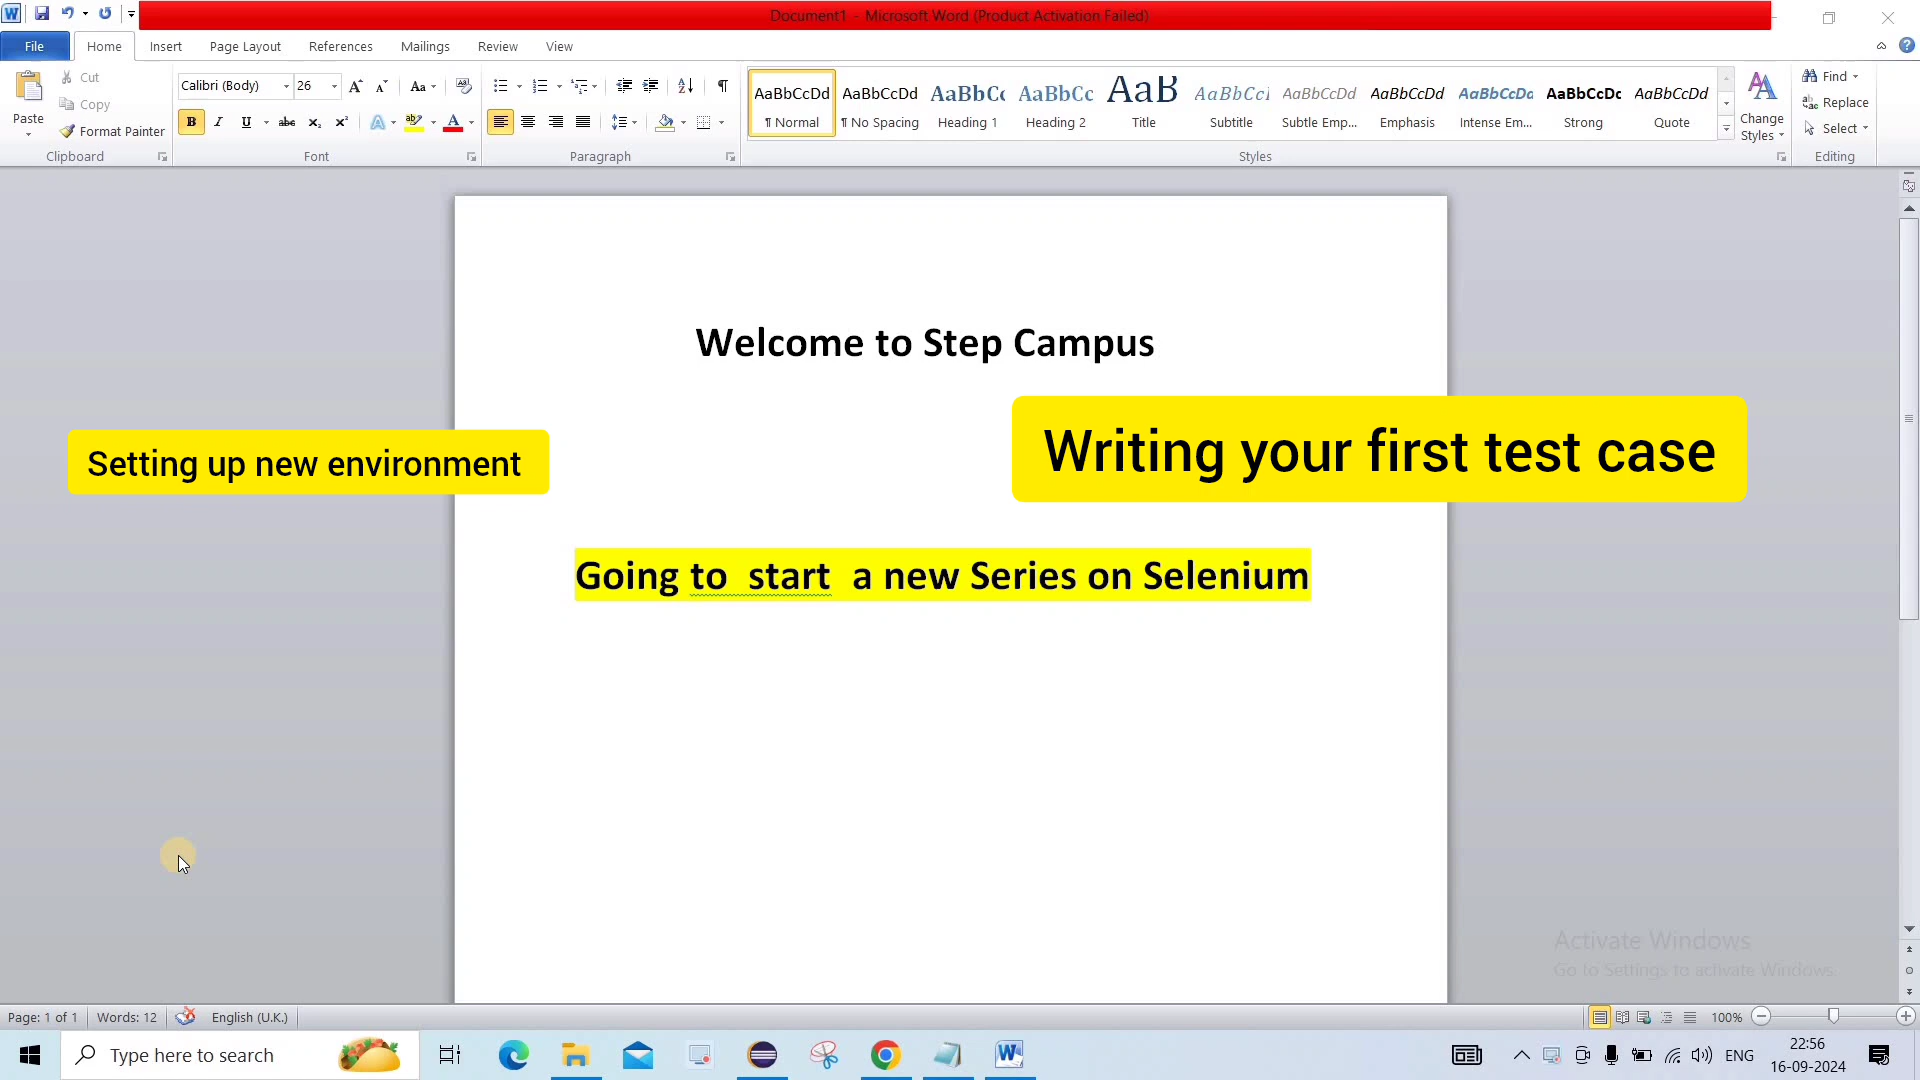 Document1 - Microsoft Word (Product Activation Failed)
File Home Insert Page Layout References Mailings Review View
Paste
Cut
Copy
Format Painter
Clipboard
Calibri (Body) 26
Font
Paragraph
AaBbCcDd AaBbCcDd AaBbCc AaBbCc AaB AaBbCcI AaBbCcDd AaBbCcDd AaBbCcDd AaBbCcDc AaBbCcDd
¶ Normal ¶ No Spacing Heading 1 Heading 2 Title Subtitle Subtle Emp... Emphasis Intense Em... Strong Quote
Styles
Change
Styles
Find
Replace
Select
Editing
Welcome to Step Campus
Setting up new environment
Writing your first test case
Going to  start  a new Series on Selenium
Activate Windows
Go to Settings to activate Windows.
Page: 1 of 1 Words: 12 English (U.K.) 100%
Type here to search
ENG
22:56
16-09-2024